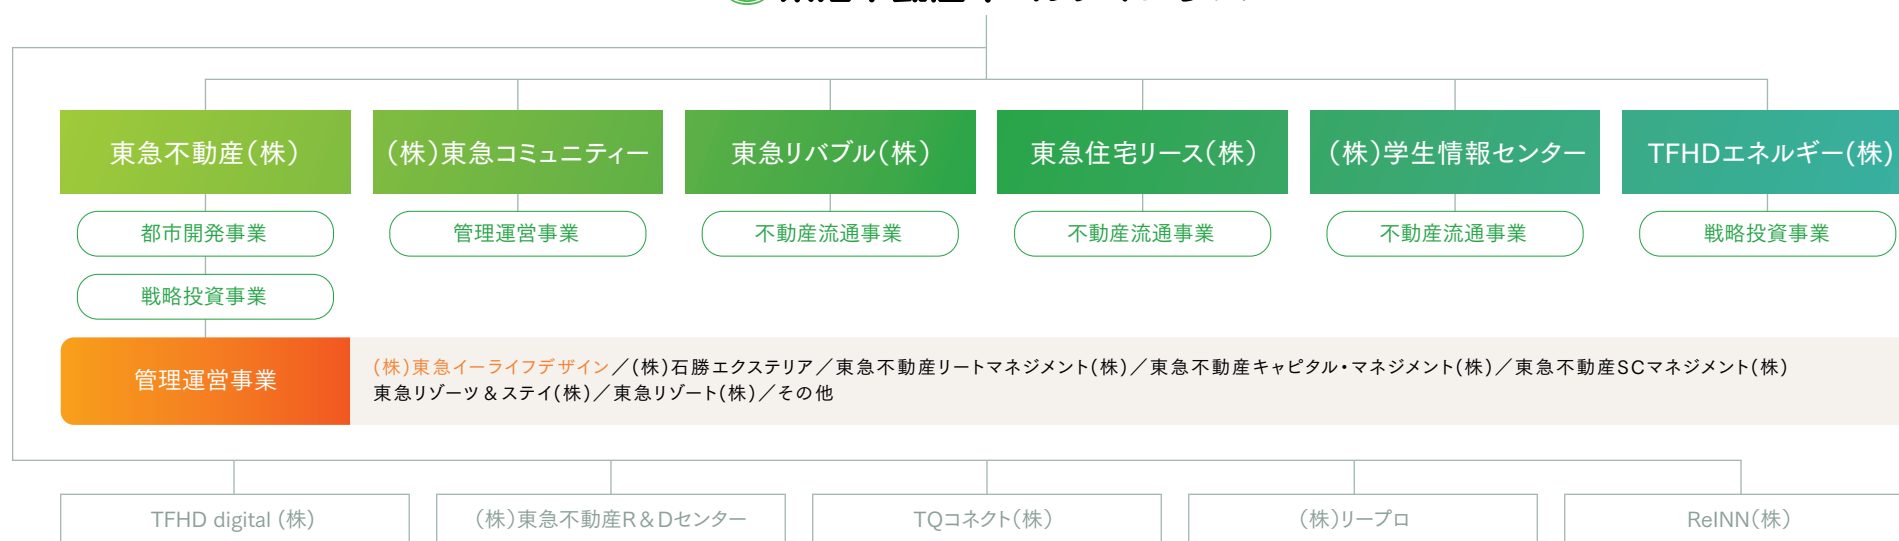 東急不動産(株)
(株)東急コミュニティー
東急リバブル(株)
東急住宅リース(株)
(株)学生情報センター
TFHDエネルギー(株)
都市開発事業
管理運営事業
不動産流通事業
不動産流通事業
不動産流通事業
戦略投資事業
戦略投資事業
管理運営事業
(株)東急イーライフデザイン／(株)石勝エクステリア／東急不動産リートマネジメント(株)／東急不動産キャピタル・マネジメント(株)／東急不動産SCマネジメント(株)
東急リゾーツ＆ステイ(株)／東急リゾート(株)／その他
TFHD digital (株)
(株)東急不動産R＆Dセンター
TQコネクト(株)
(株)リープロ
ReINN(株)